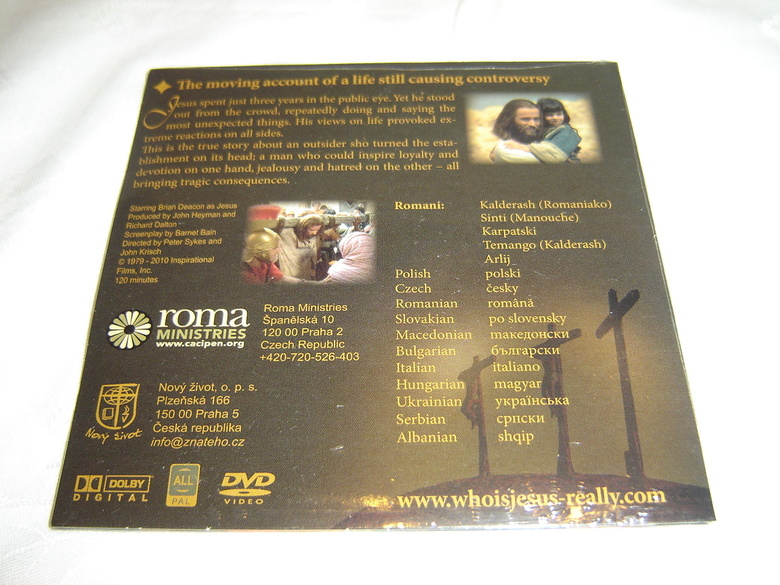 The moving account of a life still causing controversy
Jesus spent just three years in the public eye. Yet he stood
out from the crowd, repeatedly doing and saying the
most unexpected things. His views on life provoked ex-
treme reactions on all sides.
This is the true story about an outsider sho turned the esta-
blishment on its head; a man who could inspire loyalty and
devotion on one hand, jealousy and hatred on the other – all
bringing tragic consequences.
Starring Brian Deacon as Jesus
Produced by John Heyman and
Richard Dalton
Screenplay by Barnet Bain
Directed by Peter Sykes and
John Krisch
© 1979 - 2010 Inspirational
Films, Inc.
120 minutes
Romani: Kalderash (Romaniako)
Sinti (Manouche)
Karpatski
Temango (Kalderash)
Arlij
Polish polski
Czech česky
Romanian română
Slovakian po slovensky
Macedonian македонски
Bulgarian български
Italian italiano
Hungarian magyar
Ukrainian українська
Serbian српски
Albanian shqip
roma
MINISTRIES
www.cacipen.org
Roma Ministries
Španělská 10
120 00 Praha 2
Czech Republic
+420-720-526-403
Nový život
Nový život, o. p. s.
Plzeňská 166
150 00 Praha 5
Česká republika
info@znateho.cz
DOLBY
DIGITAL
ALL
PAL
DVD
VIDEO
www.whoisjesus-really.com